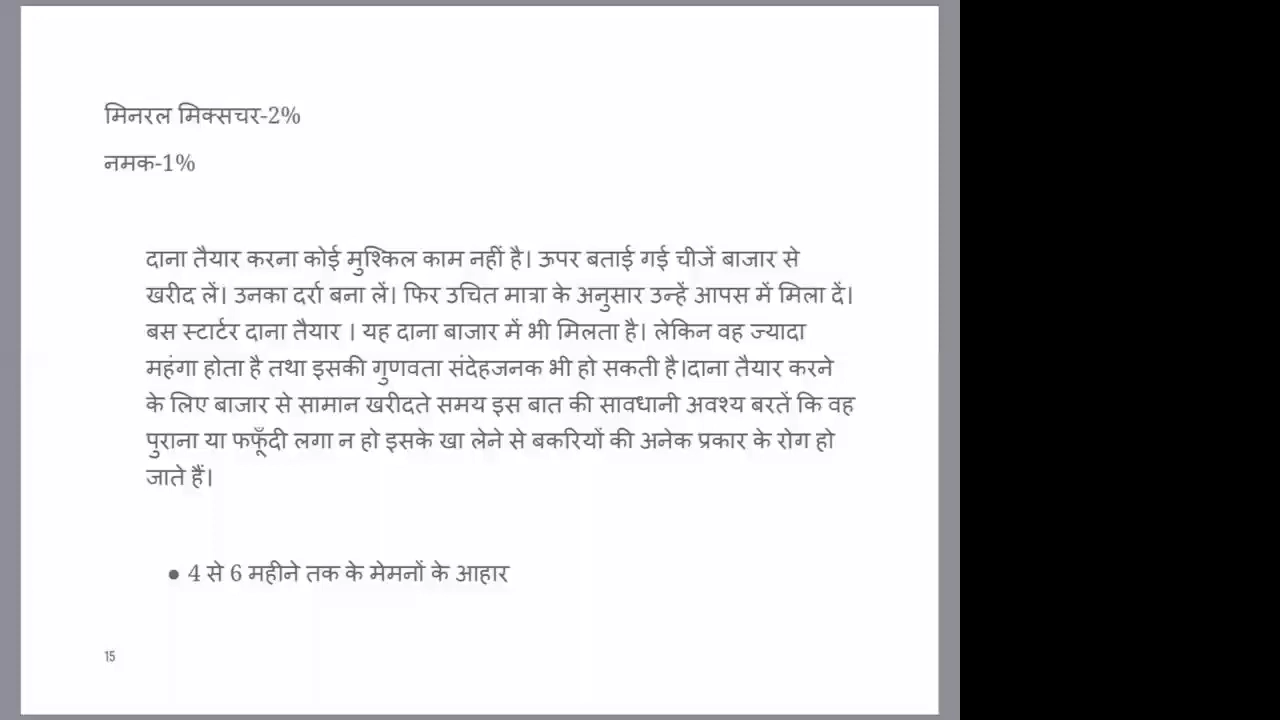 मिनरल मिक्सचर-2%
नमक-1%
दाना तैयार करना कोई मुश्किल काम नहीं है। ऊपर बताई गई चीजें बाजार से
खरीद लें। उनका दर्रा बना लें। फिर उचित मात्रा के अनुसार उन्हें आपस में मिला दें।
बस स्टार्टर दाना तैयार । यह दाना बाजार में भी मिलता है। लेकिन वह ज्यादा
महंगा होता है तथा इसकी गुणवता संदेहजनक भी हो सकती है।दाना तैयार करने
के लिए बाजार से सामान खरीदते समय इस बात की सावधानी अवश्य बरतें कि वह
पुराना या फफूँदी लगा न हो इसके खा लेने से बकरियों की अनेक प्रकार के रोग हो
जाते हैं।
● 4 से 6 महीने तक के मेमनों के आहार
15